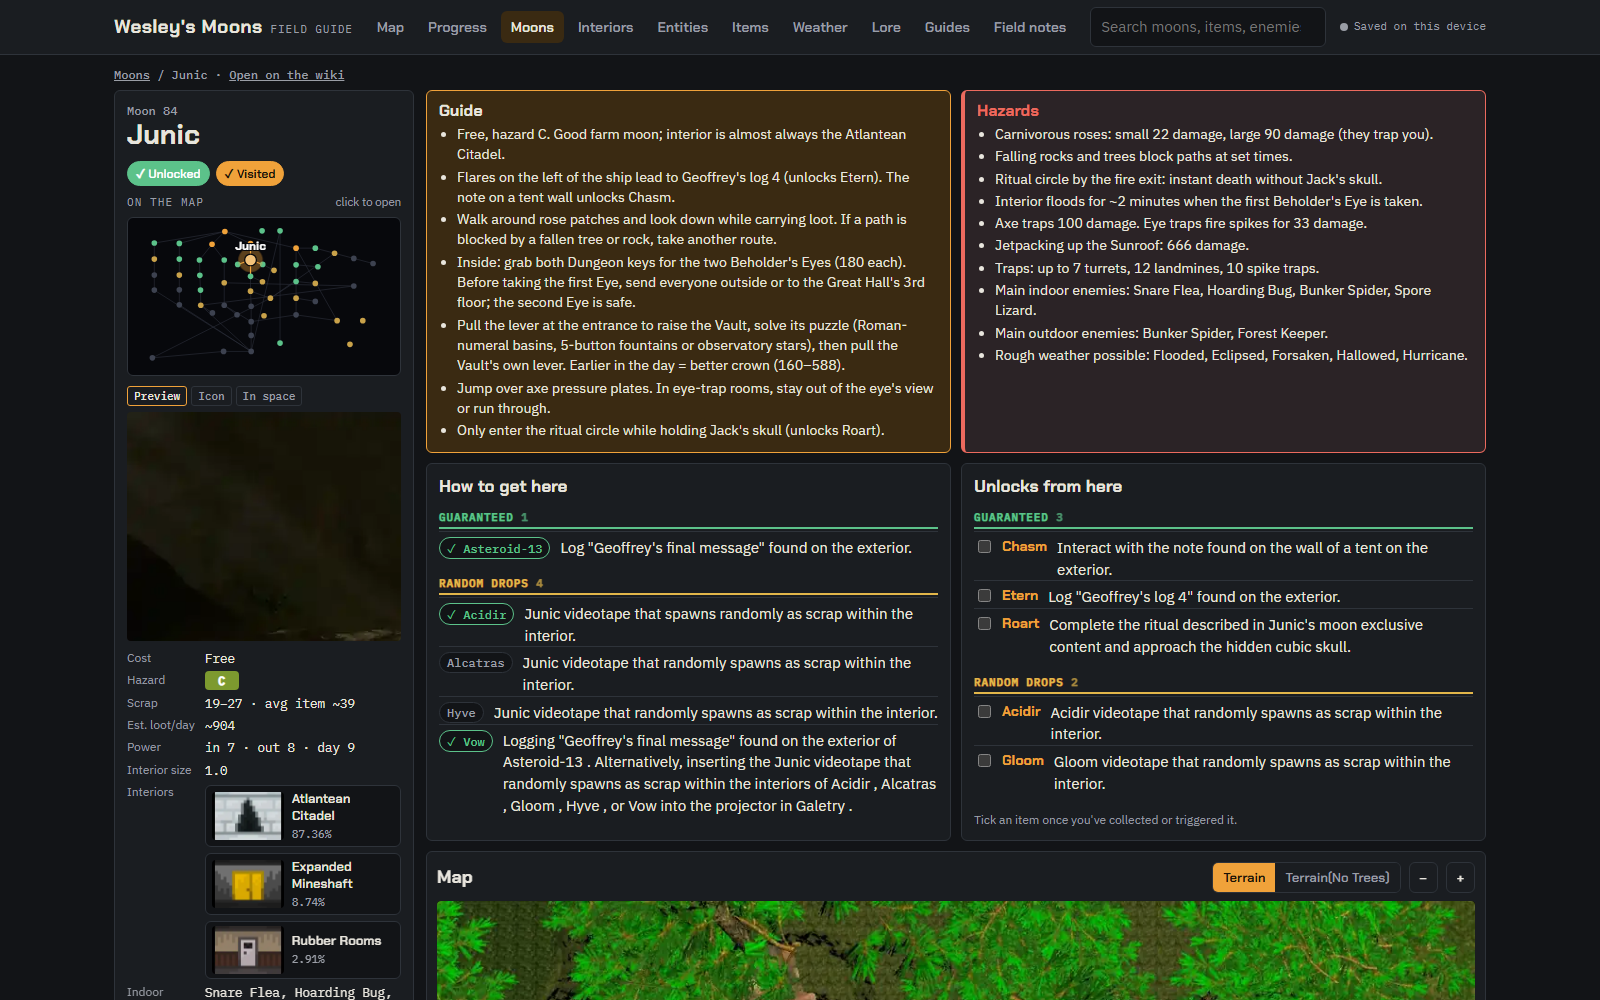 Wesley's Moons FIELD GUIDE Map Progress Moons Interiors Entities Items Weather Lore Guides Field notes Search moons, items, enemie Saved on this device
Moons / Junic · Open on the wiki
Moon 84
Junic
✓ Unlocked ✓ Visited
ON THE MAP click to open
Junic
Preview Icon In space
Cost Free
Hazard C
Scrap 19–27 · avg item ~39
Est. loot/day ~904
Power in 7 · out 8 · day 9
Interior size 1.0
Interiors
Atlantean
Citadel
87.36%
Expanded
Mineshaft
8.74%
Rubber Rooms
2.91%
Indoor Snare Flea, Hoarding Bug,
Guide
• Free, hazard C. Good farm moon; interior is almost always the Atlantean
Citadel.
• Flares on the left of the ship lead to Geoffrey's log 4 (unlocks Etern). The
note on a tent wall unlocks Chasm.
• Walk around rose patches and look down while carrying loot. If a path is
blocked by a fallen tree or rock, take another route.
• Inside: grab both Dungeon keys for the two Beholder's Eyes (180 each).
Before taking the first Eye, send everyone outside or to the Great Hall's 3rd
floor; the second Eye is safe.
• Pull the lever at the entrance to raise the Vault, solve its puzzle (Roman-
numeral basins, 5-button fountains or observatory stars), then pull the
Vault's own lever. Earlier in the day = better crown (160–588).
• Jump over axe pressure plates. In eye-trap rooms, stay out of the eye's view
or run through.
• Only enter the ritual circle while holding Jack's skull (unlocks Roart).
Hazards
• Carnivorous roses: small 22 damage, large 90 damage (they trap you).
• Falling rocks and trees block paths at set times.
• Ritual circle by the fire exit: instant death without Jack's skull.
• Interior floods for ~2 minutes when the first Beholder's Eye is taken.
• Axe traps 100 damage. Eye traps fire spikes for 33 damage.
• Jetpacking up the Sunroof: 666 damage.
• Traps: up to 7 turrets, 12 landmines, 10 spike traps.
• Main indoor enemies: Snare Flea, Hoarding Bug, Bunker Spider, Spore
Lizard.
• Main outdoor enemies: Bunker Spider, Forest Keeper.
• Rough weather possible: Flooded, Eclipsed, Forsaken, Hallowed, Hurricane.
How to get here
GUARANTEED 1
✓ Asteroid-13 Log "Geoffrey's final message" found on the exterior.
RANDOM DROPS 4
✓ Acidir Junic videotape that spawns randomly as scrap within the
interior.
Alcatras Junic videotape that randomly spawns as scrap within the
interior.
Hyve Junic videotape that randomly spawns as scrap within the interior.
✓ Vow Logging "Geoffrey's final message" found on the exterior of
Asteroid-13 . Alternatively, inserting the Junic videotape that
randomly spawns as scrap within the interiors of Acidir , Alcatras
, Gloom , Hyve , or Vow into the projector in Galetry .
Unlocks from here
GUARANTEED 3
Chasm Interact with the note found on the wall of a tent on the
exterior.
Etern Log "Geoffrey's log 4" found on the exterior.
Roart Complete the ritual described in Junic's moon exclusive
content and approach the hidden cubic skull.
RANDOM DROPS 2
Acidir Acidir videotape that randomly spawns as scrap within the
interior.
Gloom Gloom videotape that randomly spawns as scrap within the
interior.
Tick an item once you've collected or triggered it.
Map Terrain Terrain(No Trees) − +